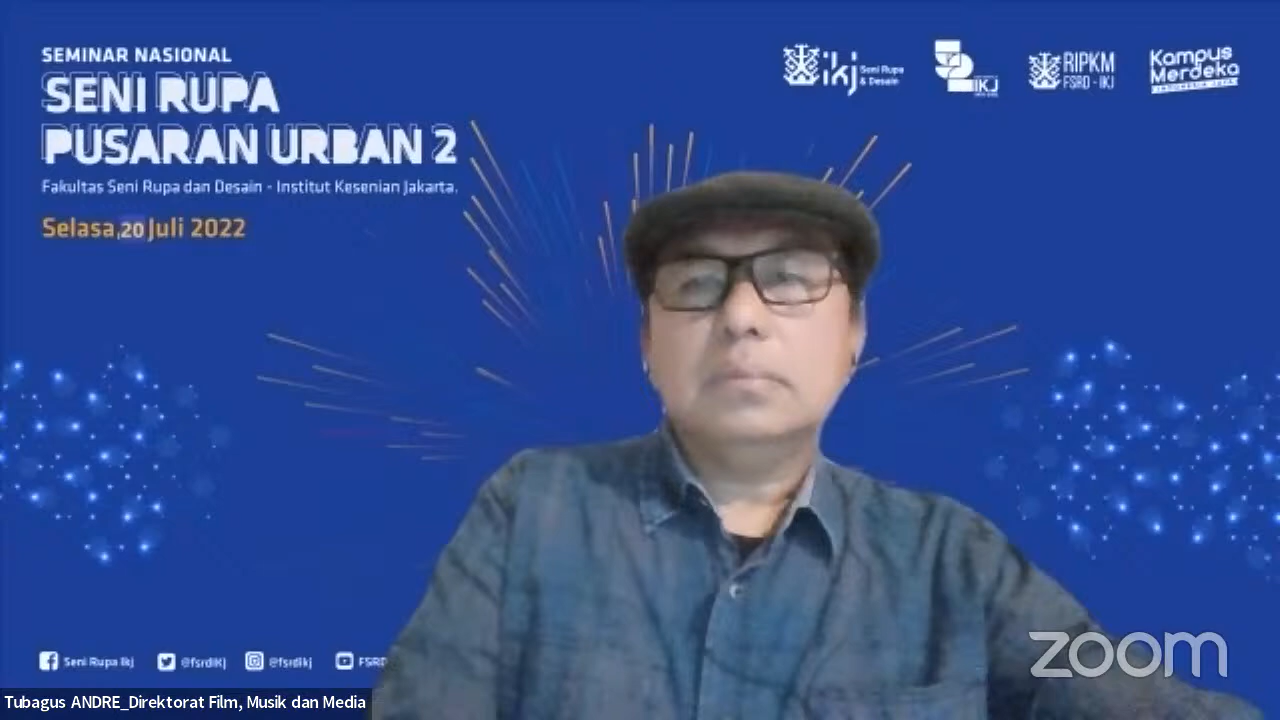 SEMINAR NASIONAL
SENI RUPA
PUSARAN URBAN 2
Fakultas Seni Rupa dan Desain - Institut Kesenian Jakarta.
Selasa,20 Juli 2022
ikj Seni Rupa
& Desain
IKJ
RIPKM
FSRD - IKJ
Kampus
Merdeka
INDONESIA JAYA
Seni Rupa Ikj
@fsrdikj
@fsrdikj
FSRD
zoom
Tubagus ANDRE_Direktorat Film, Musik dan Media